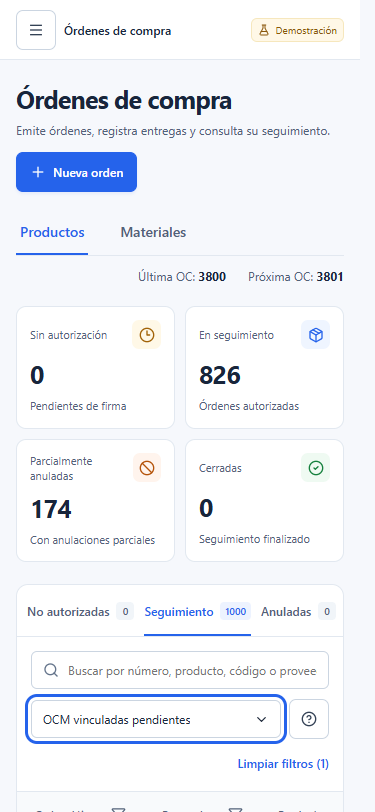 Órdenes de compra
Demostración
Órdenes de compra
Emite órdenes, registra entregas y consulta su seguimiento.
Nueva orden
Productos
Materiales
Última OC: 3800
Próxima OC: 3801
Sin autorización
0
Pendientes de firma
En seguimiento
826
Órdenes autorizadas
Parcialmente
anuladas
174
Con anulaciones parciales
Cerradas
0
Seguimiento finalizado
No autorizadas 0
Seguimiento 1000
Anuladas 0
Buscar por número, producto, código o provee
OCM vinculadas pendientes
Limpiar filtros (1)